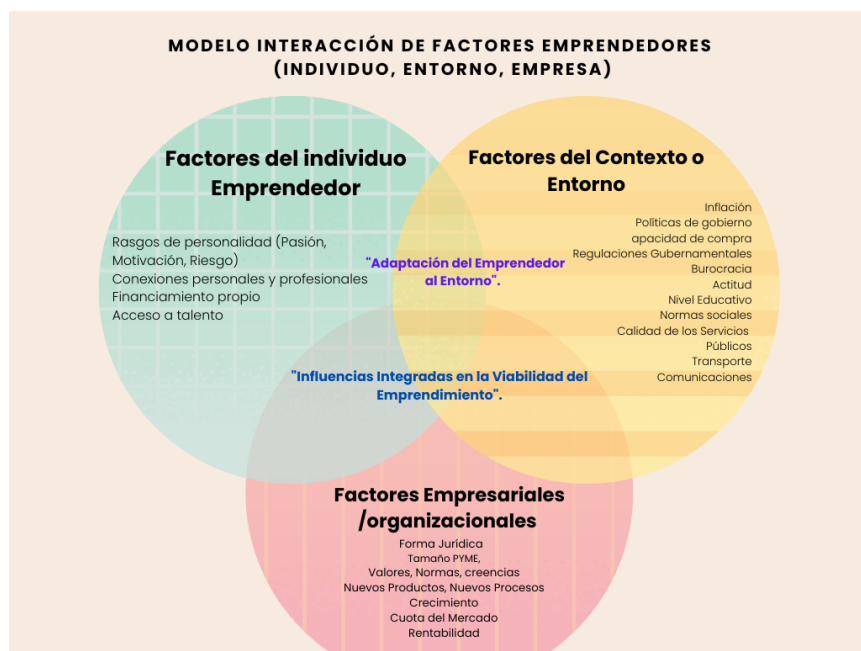 MODELO INTERACCIÓN DE FACTORES EMPRENDEDORES
(INDIVIDUO, ENTORNO, EMPRESA)
Factores del individuo
Emprendedor
Rasgos de personalidad (Pasión,
Motivación, Riesgo)
Conexiones personales y profesionales
Financiamiento propio
Acceso a talento
Factores del Contexto o
Entorno
Inflación
Políticas de gobierno
apacidad de compra
Regulaciones Gubernamentales
Burocracia
Actitud
Nivel Educativo
Normas sociales
Calidad de los Servicios
Públicos
Transporte
Comunicaciones
"Adaptación del Emprendedor
al Entorno".
"Influencias Integradas en la Viabilidad del
Emprendimiento".
Factores Empresariales
/organizacionales
Forma Jurídica
Tamaño PYME,
Valores, Normas, creencias
Nuevos Productos, Nuevos Procesos
Crecimiento
Cuota del Mercado
Rentabilidad